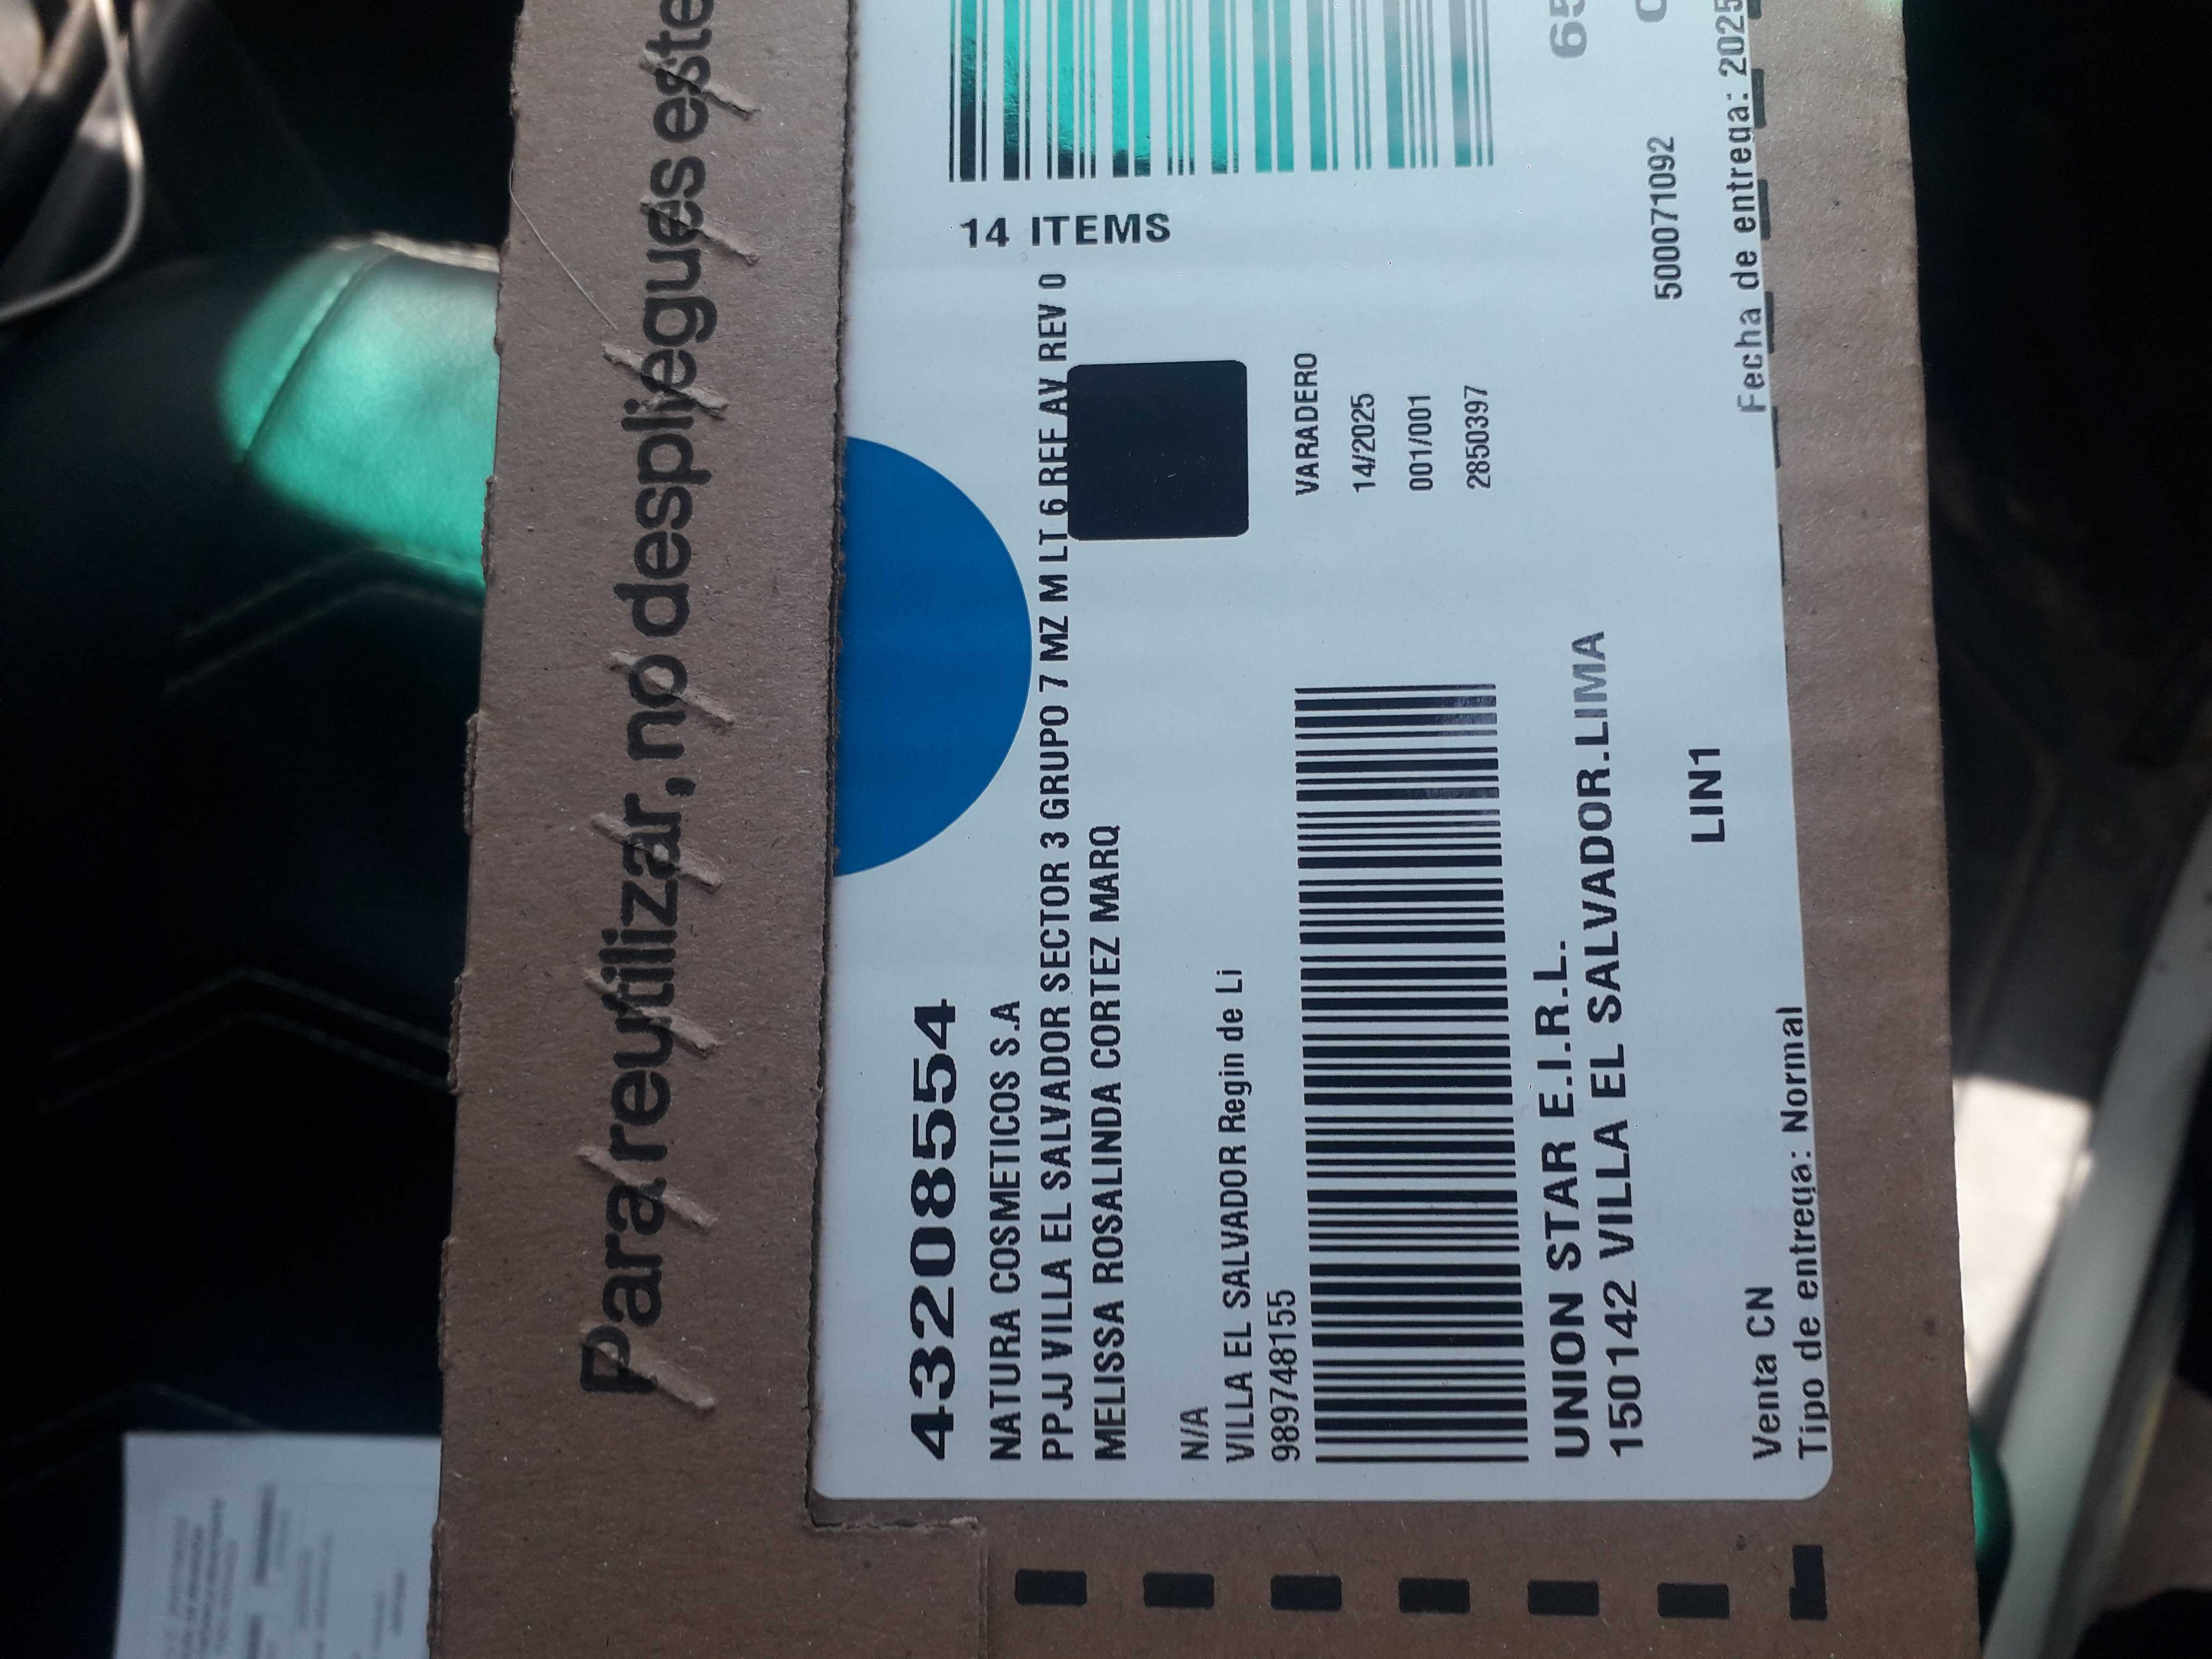 Para reutilizar, no despliegues este
43208554
NATURA COSMETICOS S.A
PPJJ VILLA EL SALVADOR SECTOR 3 GRUPO 7 MZ M LT 6 REF AV REV 0
MELISSA ROSALINDA CORTEZ MARQ
14 ITEMS
N/A
VILLA EL SALVADOR Regin de Li
989748155
VARADERO
14/2025
001/001
2850397
UNION STAR E.I.R.L.
150142 VILLA EL SALVADOR.LIMA
65
500071092
LIN1
Venta CN
Tipo de entrega: Normal
Fecha de entrega: 2025